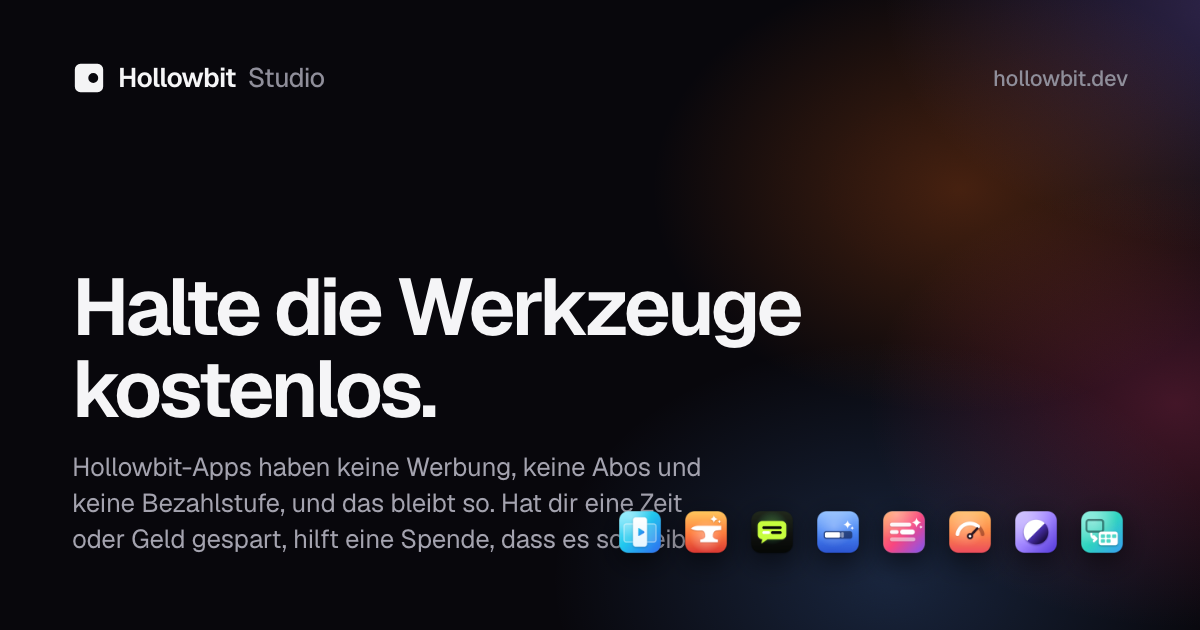 Hollowbit Studio
hollowbit.dev
Halte die Werkzeuge
kostenlos.
Hollowbit-Apps haben keine Werbung, keine Abos und
keine Bezahlstufe, und das bleibt so. Hat dir eine Zeit
oder Geld gespart, hilft eine Spende, dass es